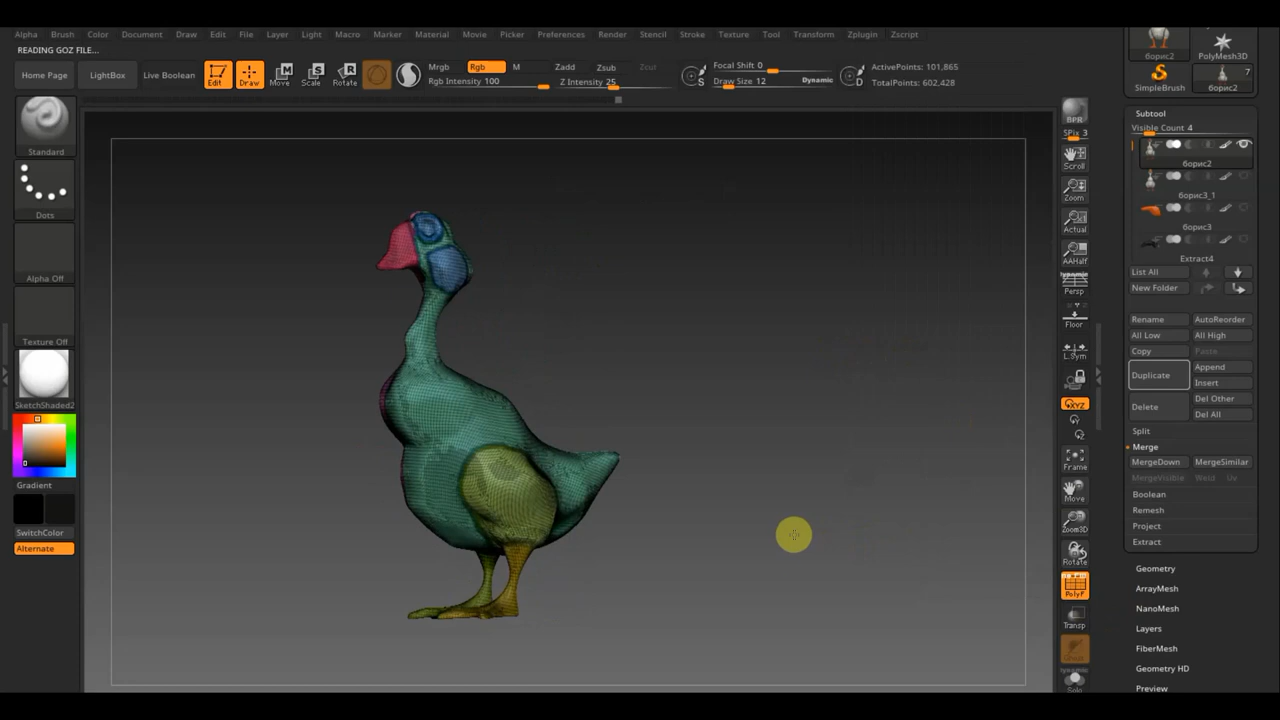 Alpha Brush Color Document Draw Edit File Layer Light Macro Marker Material Movie Picker Preferences Render Stencil Stroke Texture Tool Transform Zplugin Zscript
READING GOZ FILE...
борис2 PolyMesh3D
SimpleBrush борис2
7
Home Page LightBox Live Boolean Edit Draw Move Scale Rotate
Mrgb Rgb M
Rgb Intensity 100
Zadd Zsub Zcut
Z Intensity 25
S
Focal Shift 0
Draw Size 12 Dynamic
D
ActivePoints: 101,865
TotalPoints: 602,428
Standard
Dots
Alpha Off
Texture Off
SketchShaded2
Gradient
SwitchColor
Alternate
BPR
SPix 3
Scroll
Zoom
Actual
AAHalf
dynamic
Persp
Floor
L.Sym
XYZ
Frame
Move
Zoom3D
Rotate
PolyF
Transp
Ghost
dynamic
Solo
Subtool
Visible Count 4
борис2
борис3_1
борис3
Extract4
List All
New Folder
Rename AutoReorder
All Low All High
Copy Paste
Duplicate Append
Insert
Delete Del Other
Del All
Split
Merge
MergeDown MergeSimilar
MergeVisible Weld Uv
Boolean
Remesh
Project
Extract
Geometry
ArrayMesh
NanoMesh
Layers
FiberMesh
Geometry HD
Preview